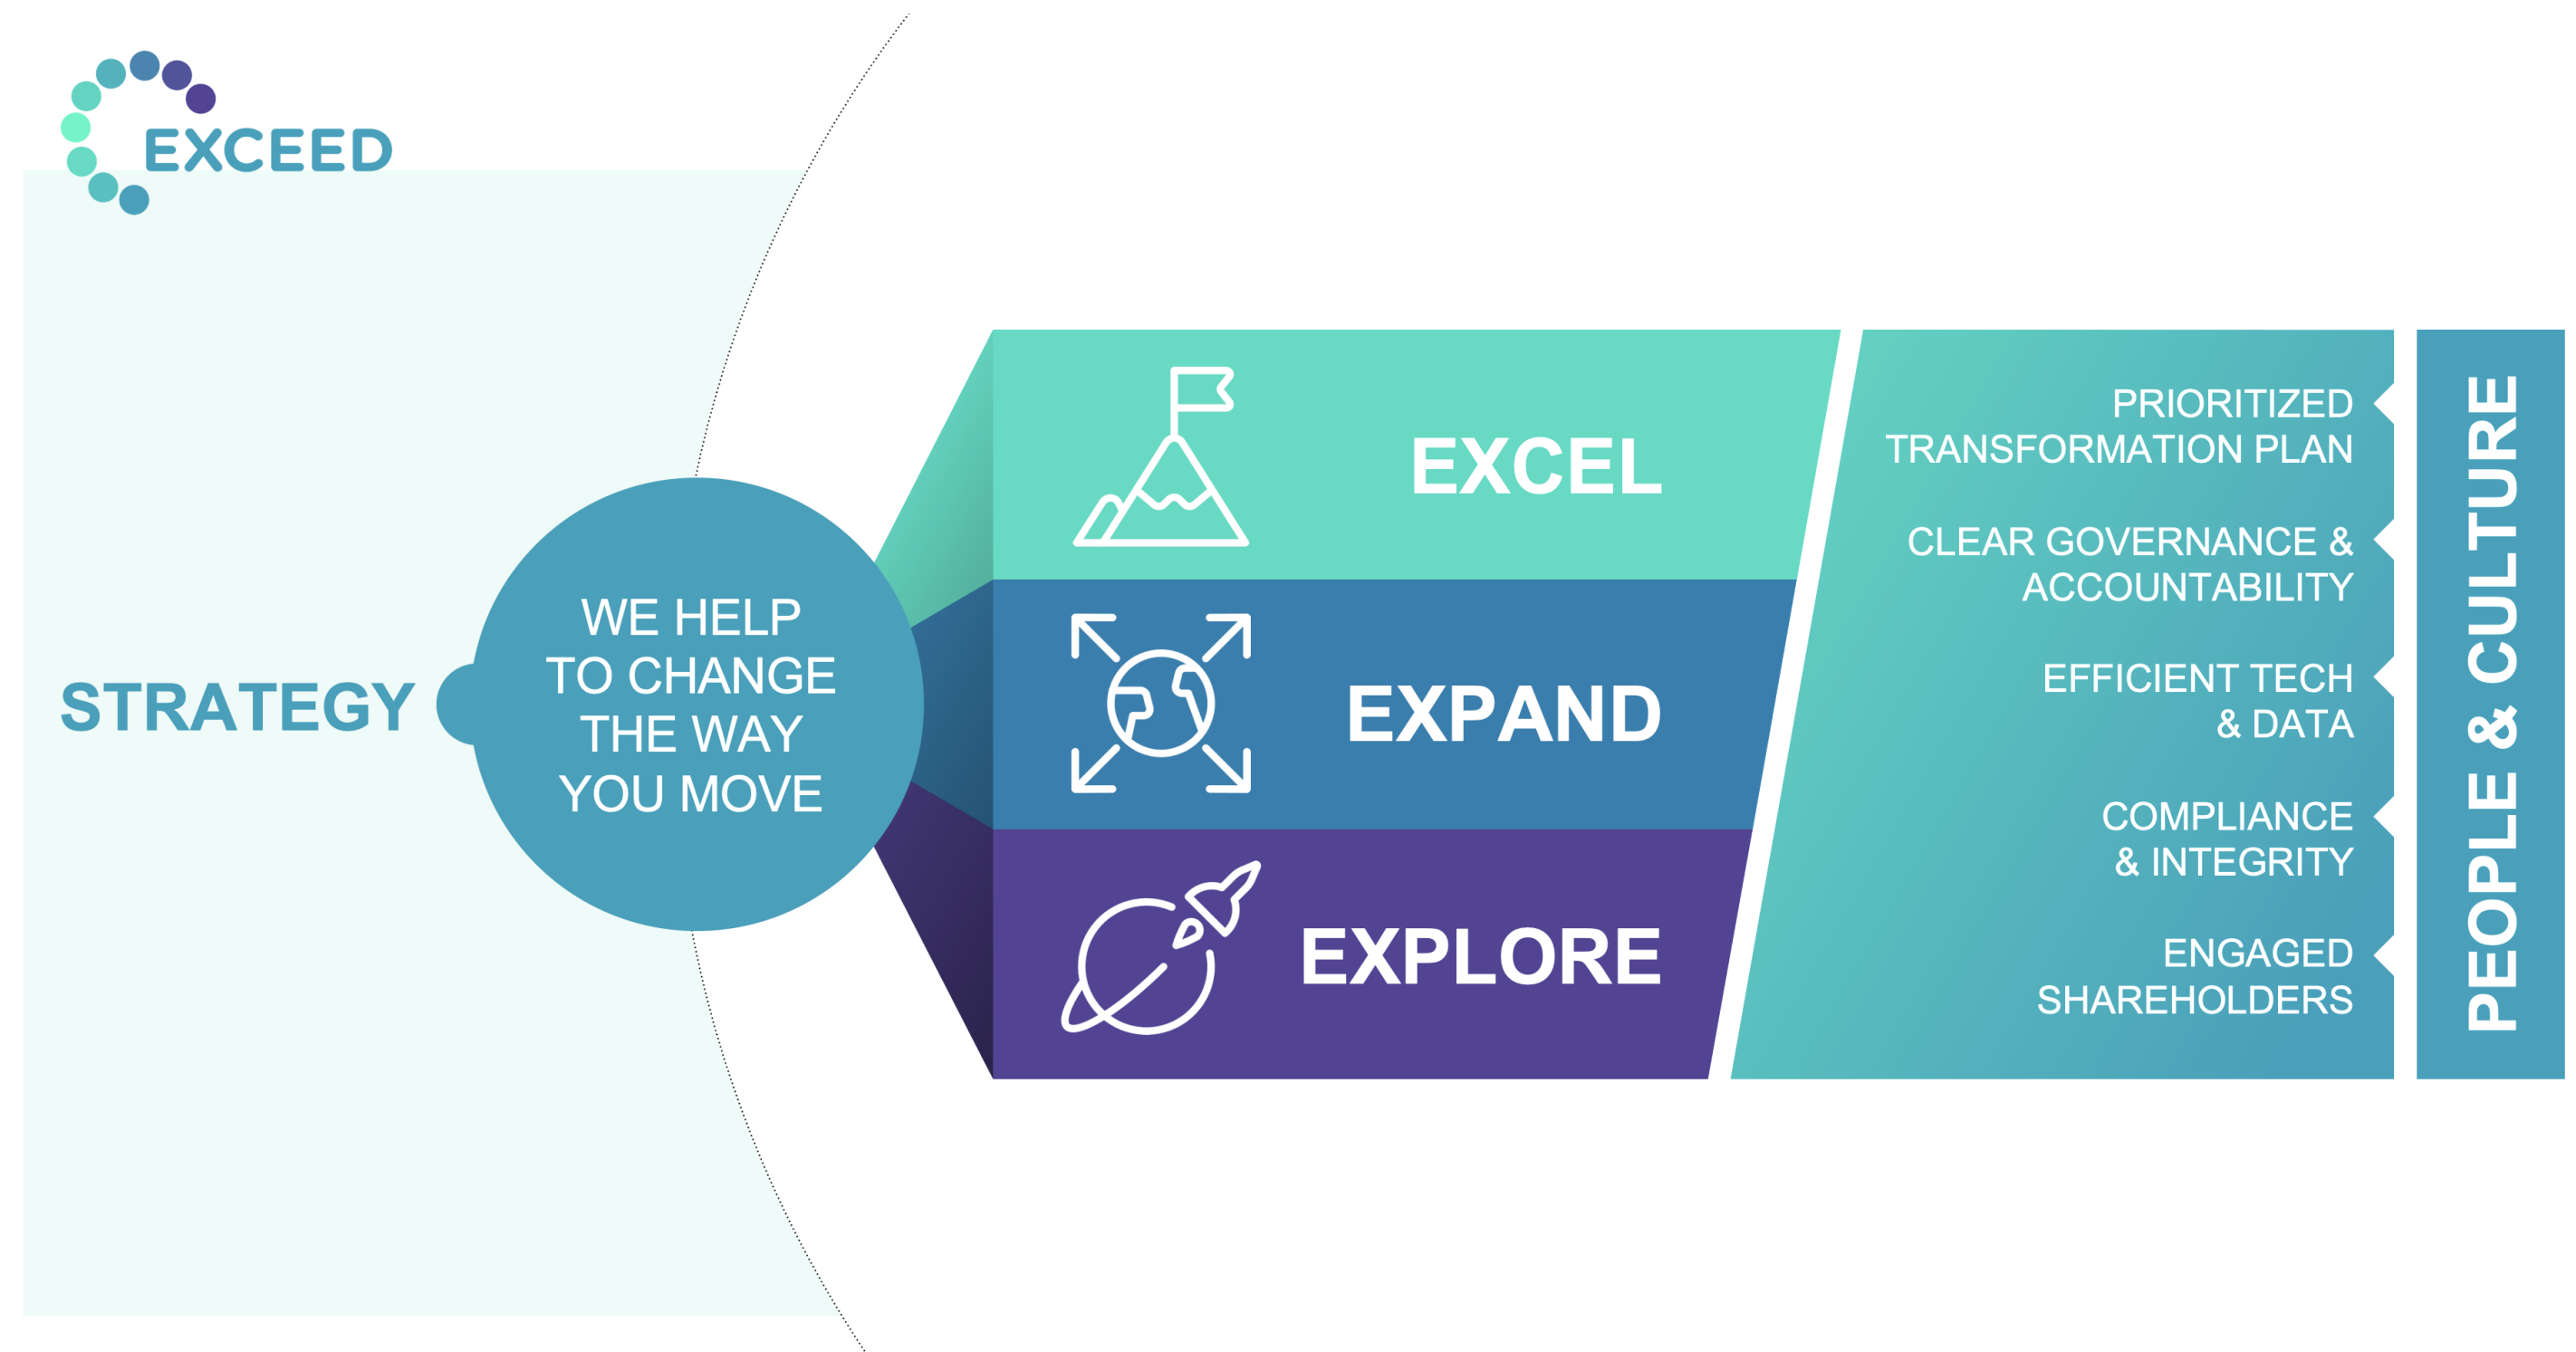 EXCEED
STRATEGY
WE HELP
TO CHANGE
THE WAY
YOU MOVE
EXCEL
EXPAND
EXPLORE
PRIORITIZED
TRANSFORMATION PLAN
CLEAR GOVERNANCE &
ACCOUNTABILITY
EFFICIENT TECH
& DATA
COMPLIANCE
& INTEGRITY
ENGAGED
SHAREHOLDERS
PEOPLE & CULTURE